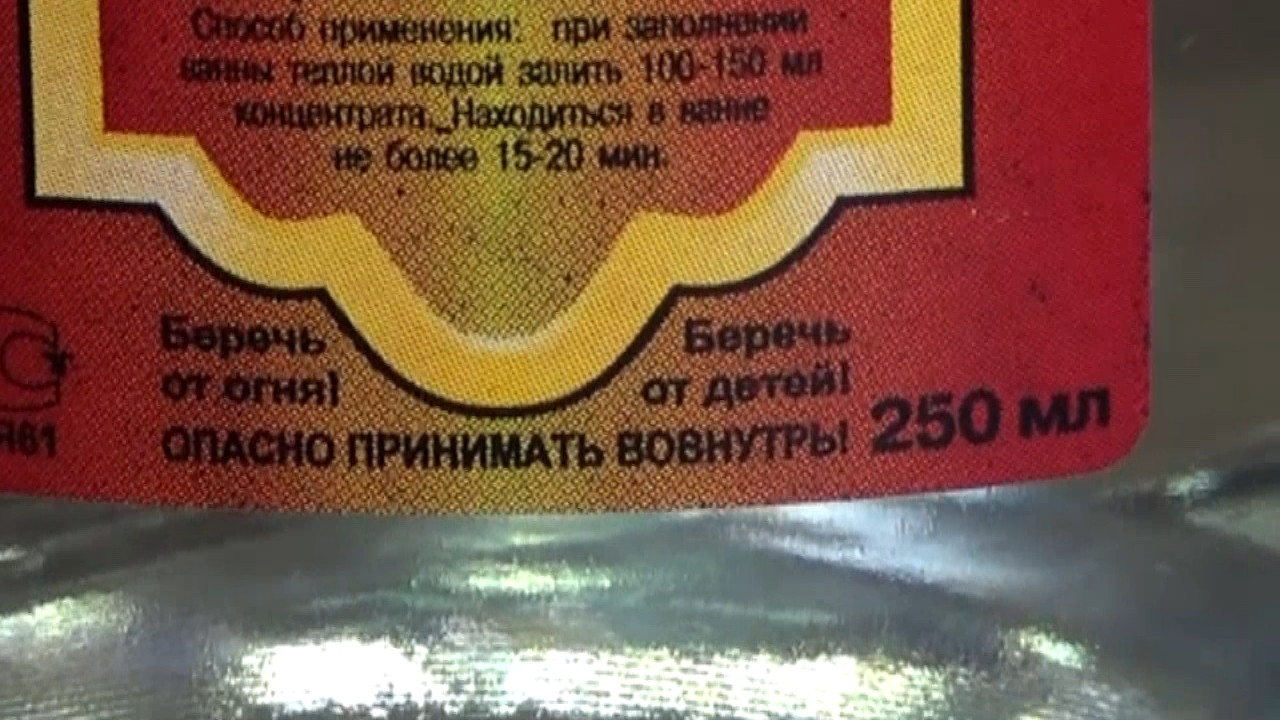 Способ применения: при заполнении
ванны теплой водой залить 100-150 мл
концентрата. Находиться в ванне
не более 15-20 мин.
Беречь
от огня!
Беречь
от детей!
ОПАСНО ПРИНИМАТЬ ВОВНУТРЬ!
250 мл